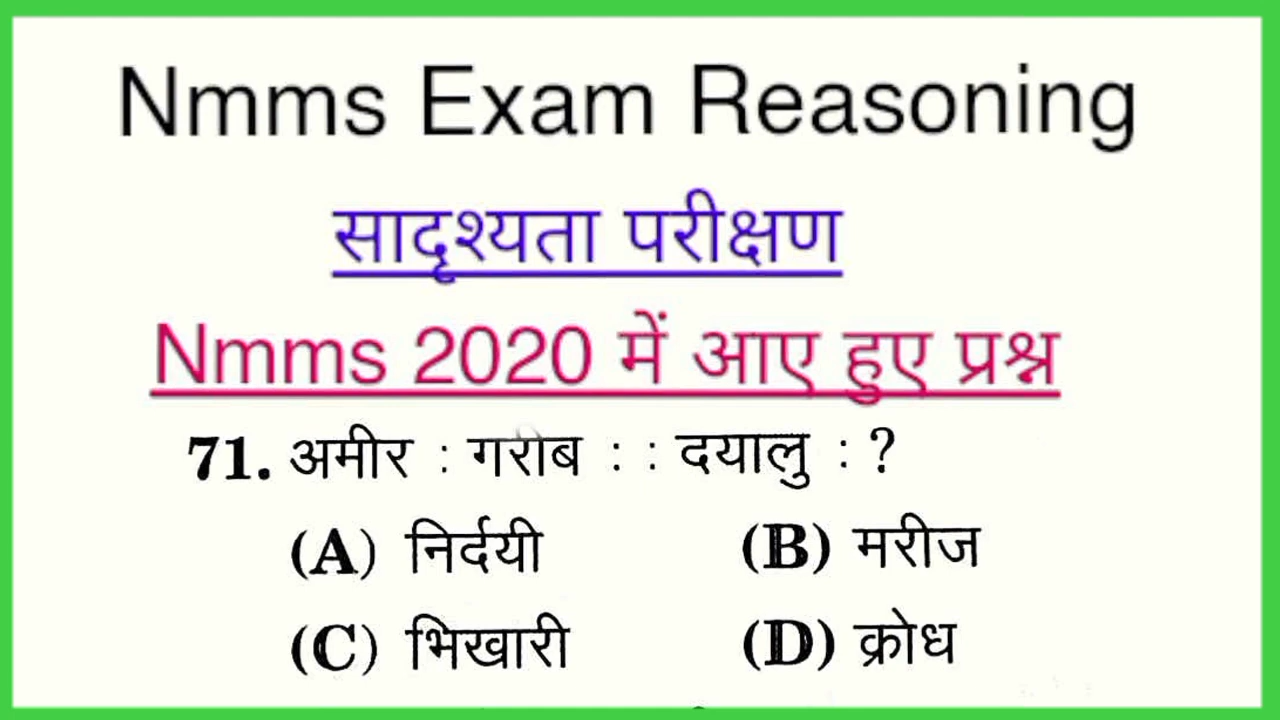 Nmms Exam Reasoning
सादृश्यता परीक्षण
Nmms 2020 में आए हुए प्रश्न
71. अमीर : गरीब : : दयालु : ?
(A) निर्दयी (B) मरीज
(C) भिखारी (D) क्रोध